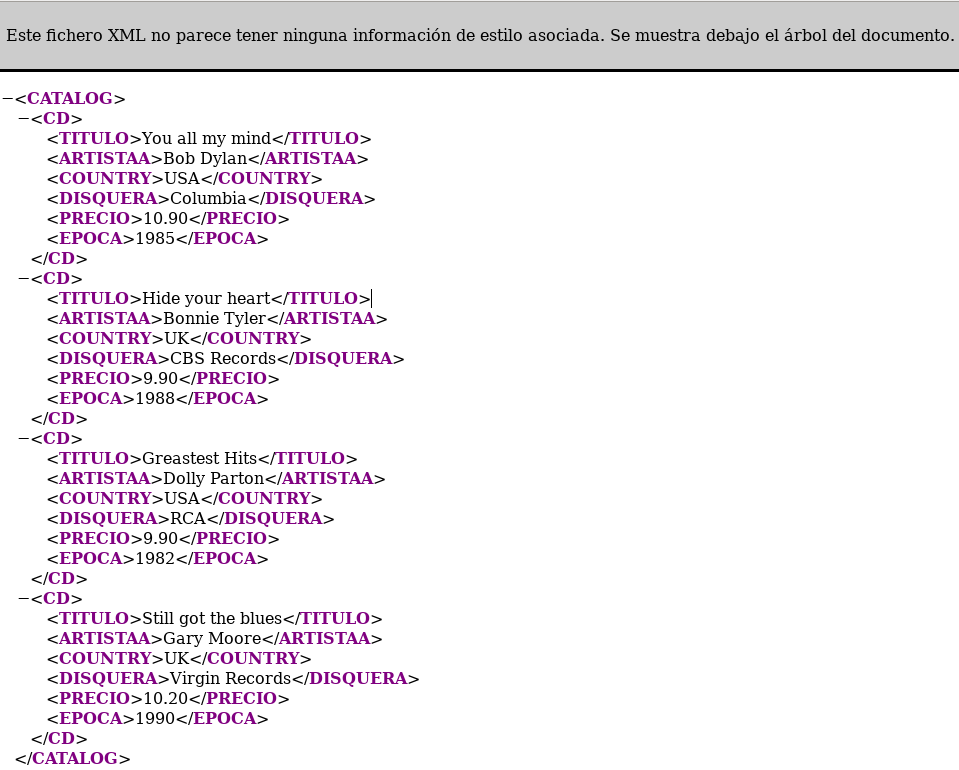 Este fichero XML no parece tener ninguna información de estilo asociada. Se muestra debajo el árbol del documento.
−<CATALOG>
−<CD>
<TITULO>You all my mind</TITULO>
<ARTISTAA>Bob Dylan</ARTISTAA>
<COUNTRY>USA</COUNTRY>
<DISQUERA>Columbia</DISQUERA>
<PRECIO>10.90</PRECIO>
<EPOCA>1985</EPOCA>
</CD>
−<CD>
<TITULO>Hide your heart</TITULO>
<ARTISTAA>Bonnie Tyler</ARTISTAA>
<COUNTRY>UK</COUNTRY>
<DISQUERA>CBS Records</DISQUERA>
<PRECIO>9.90</PRECIO>
<EPOCA>1988</EPOCA>
</CD>
−<CD>
<TITULO>Greastest Hits</TITULO>
<ARTISTAA>Dolly Parton</ARTISTAA>
<COUNTRY>USA</COUNTRY>
<DISQUERA>RCA</DISQUERA>
<PRECIO>9.90</PRECIO>
<EPOCA>1982</EPOCA>
</CD>
−<CD>
<TITULO>Still got the blues</TITULO>
<ARTISTAA>Gary Moore</ARTISTAA>
<COUNTRY>UK</COUNTRY>
<DISQUERA>Virgin Records</DISQUERA>
<PRECIO>10.20</PRECIO>
<EPOCA>1990</EPOCA>
</CD>
</CATALOG>